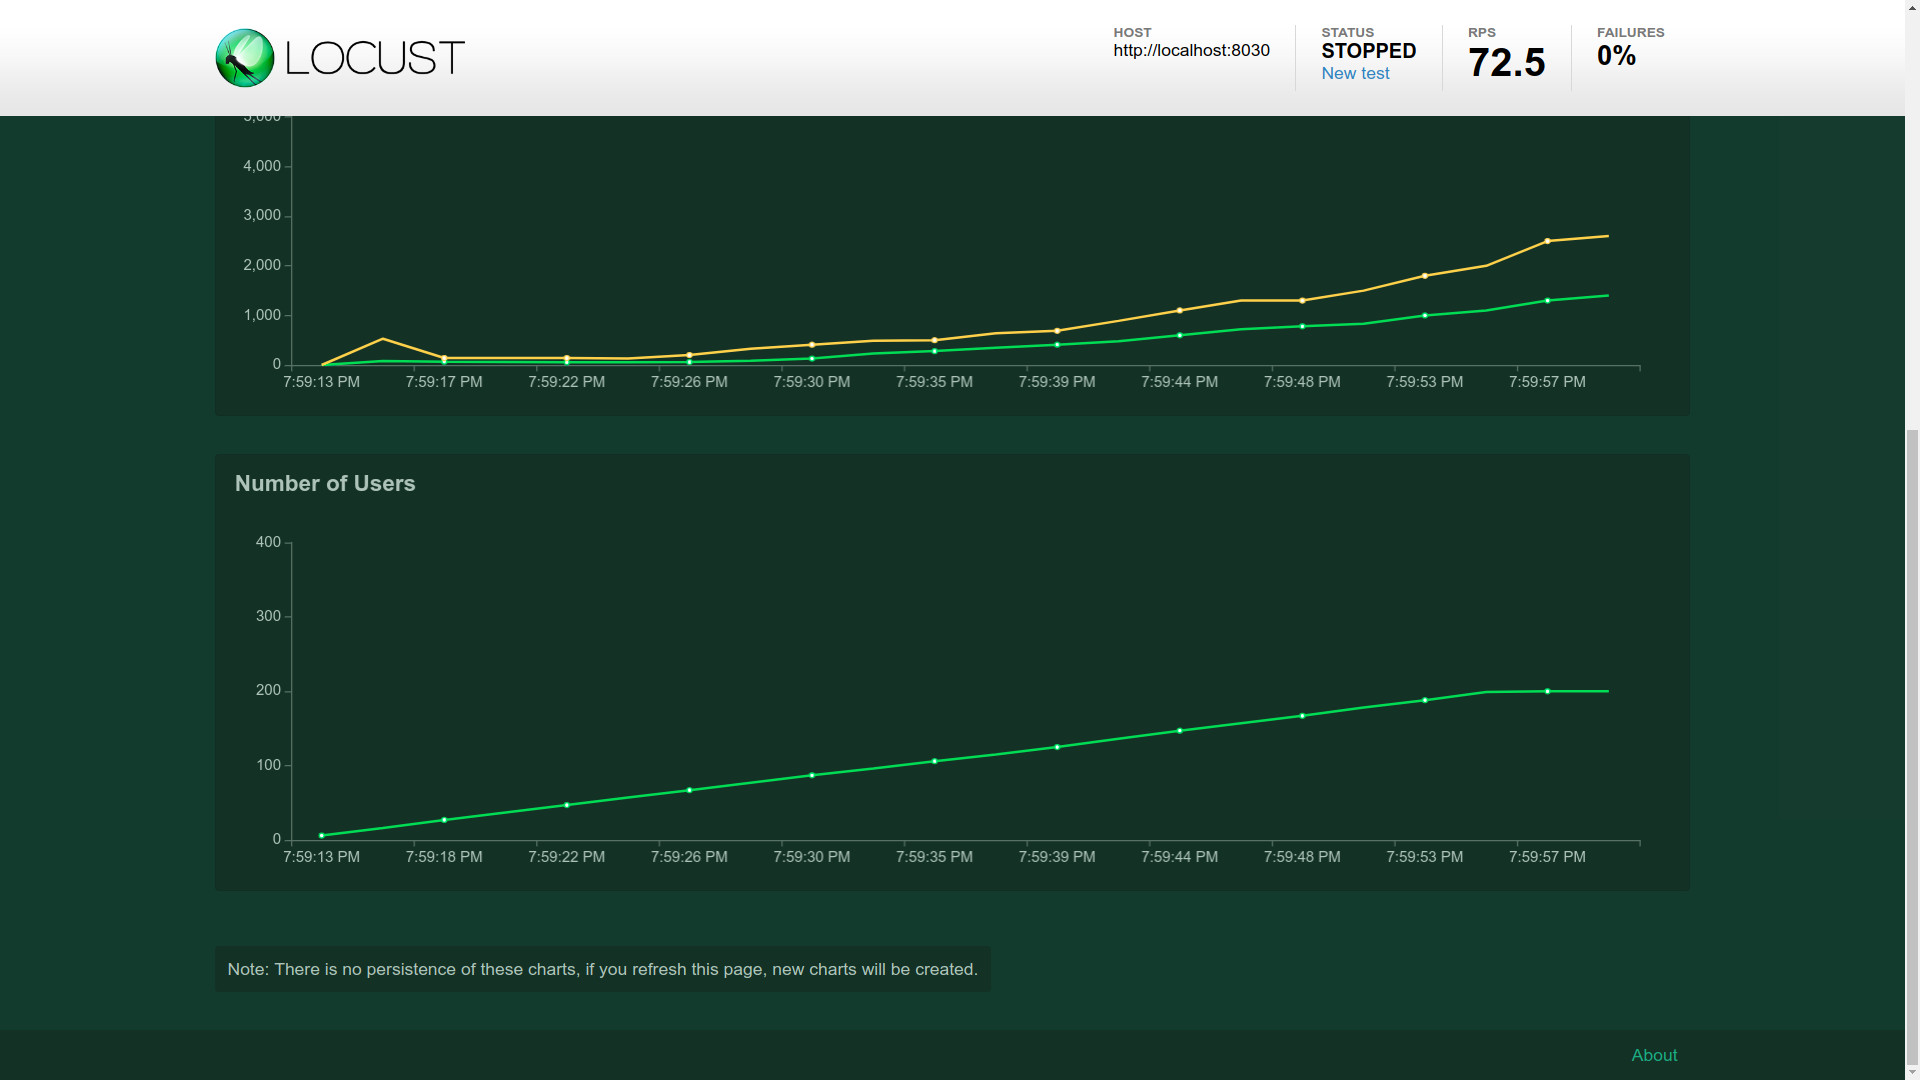 LOCUST
HOST
http://localhost:8030
STATUS
STOPPED
New test
RPS
72.5
FAILURES
0%
5,000
4,000
3,000
2,000
1,000
0
7:59:13 PM 7:59:17 PM 7:59:22 PM 7:59:26 PM 7:59:30 PM 7:59:35 PM 7:59:39 PM 7:59:44 PM 7:59:48 PM 7:59:53 PM 7:59:57 PM
Number of Users
400
300
200
100
0
7:59:13 PM 7:59:18 PM 7:59:22 PM 7:59:26 PM 7:59:30 PM 7:59:35 PM 7:59:39 PM 7:59:44 PM 7:59:48 PM 7:59:53 PM 7:59:57 PM
Note: There is no persistence of these charts, if you refresh this page, new charts will be created.
About